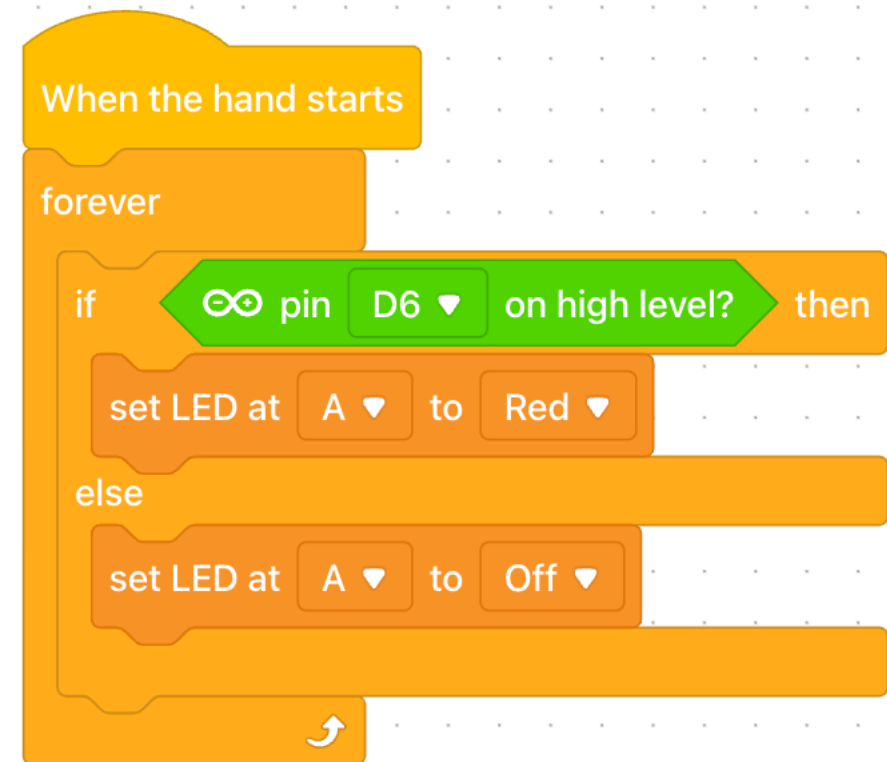 When the hand starts
forever
if pin D6 on high level? then
set LED at A to Red
else
set LED at A to Off